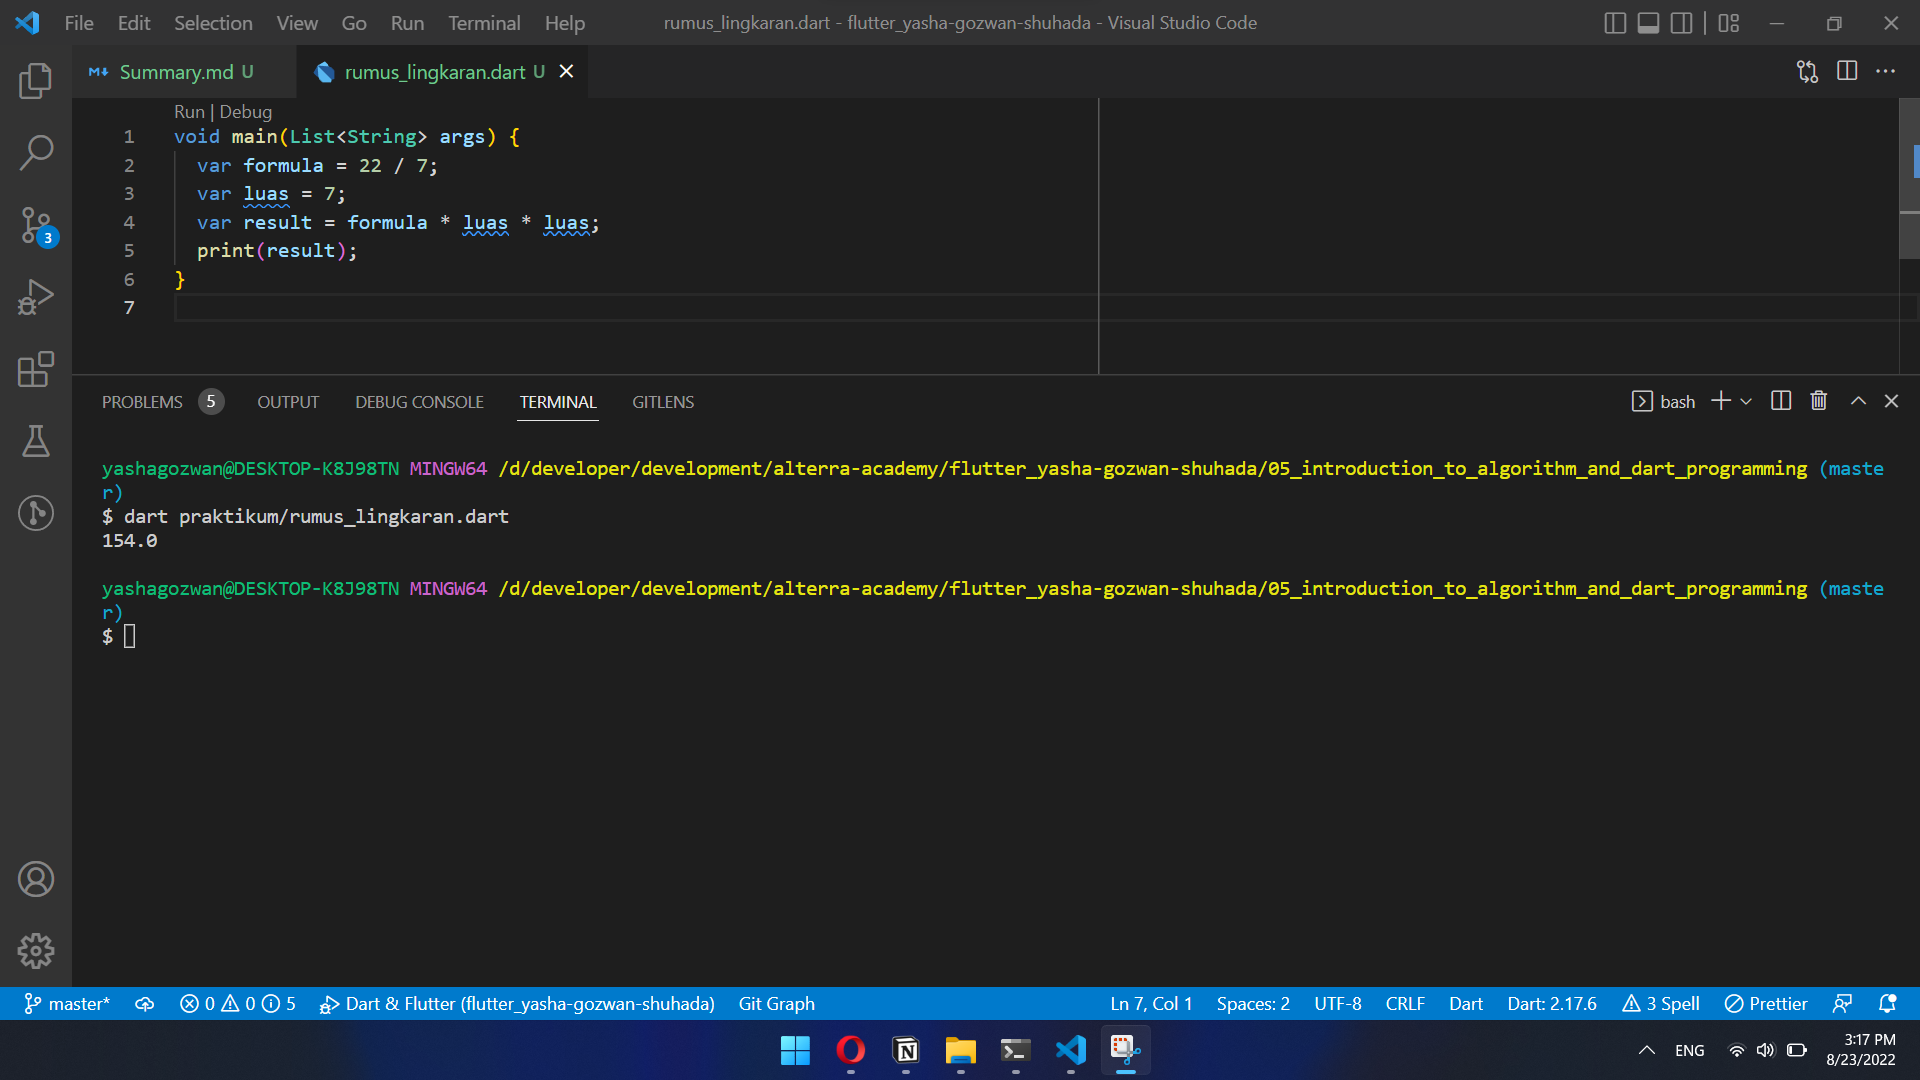 File Edit Selection View Go Run Terminal Help rumus_lingkaran.dart - flutter_yasha-gozwan-shuhada - Visual Studio Code
Summary.md U rumus_lingkaran.dart U
Run | Debug
1 void main(List<String> args) {
2 var formula = 22 / 7;
3 var luas = 7;
4 var result = formula * luas * luas;
5 print(result);
6 }
7
3
PROBLEMS 5 OUTPUT DEBUG CONSOLE TERMINAL GITLENS bash
yashagozwan@DESKTOP-K8J98TN MINGW64 /d/developer/development/alterra-academy/flutter_yasha-gozwan-shuhada/05_introduction_to_algorithm_and_dart_programming (maste
r)
$ dart praktikum/rumus_lingkaran.dart
154.0
yashagozwan@DESKTOP-K8J98TN MINGW64 /d/developer/development/alterra-academy/flutter_yasha-gozwan-shuhada/05_introduction_to_algorithm_and_dart_programming (maste
r)
$
master* 0 0 5 Dart & Flutter (flutter_yasha-gozwan-shuhada) Git Graph Ln 7, Col 1 Spaces: 2 UTF-8 CRLF Dart Dart: 2.17.6 3 Spell Prettier
ENG 3:17 PM
8/23/2022